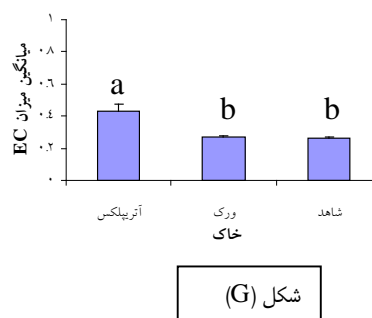 میانگین میزان EC
۱
۰.۸
۰.۶
۰.۴
۰.۲
۰
a
b
b
آتریپلکس
ورک
شاهد
خاک
شکل (G)